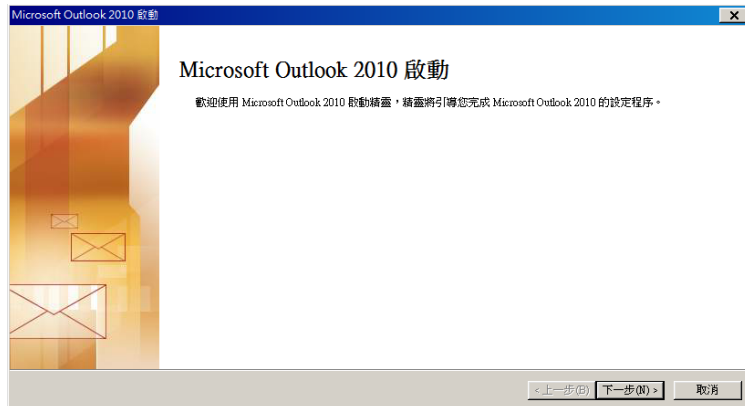 Microsoft Outlook 2010 啟動
Microsoft Outlook 2010 啟動
歡迎使用 Microsoft Outlook 2010 啟動精靈，精靈將引導您完成 Microsoft Outlook 2010 的設定程序。
<上一步(B) 下一步(N)> 取消